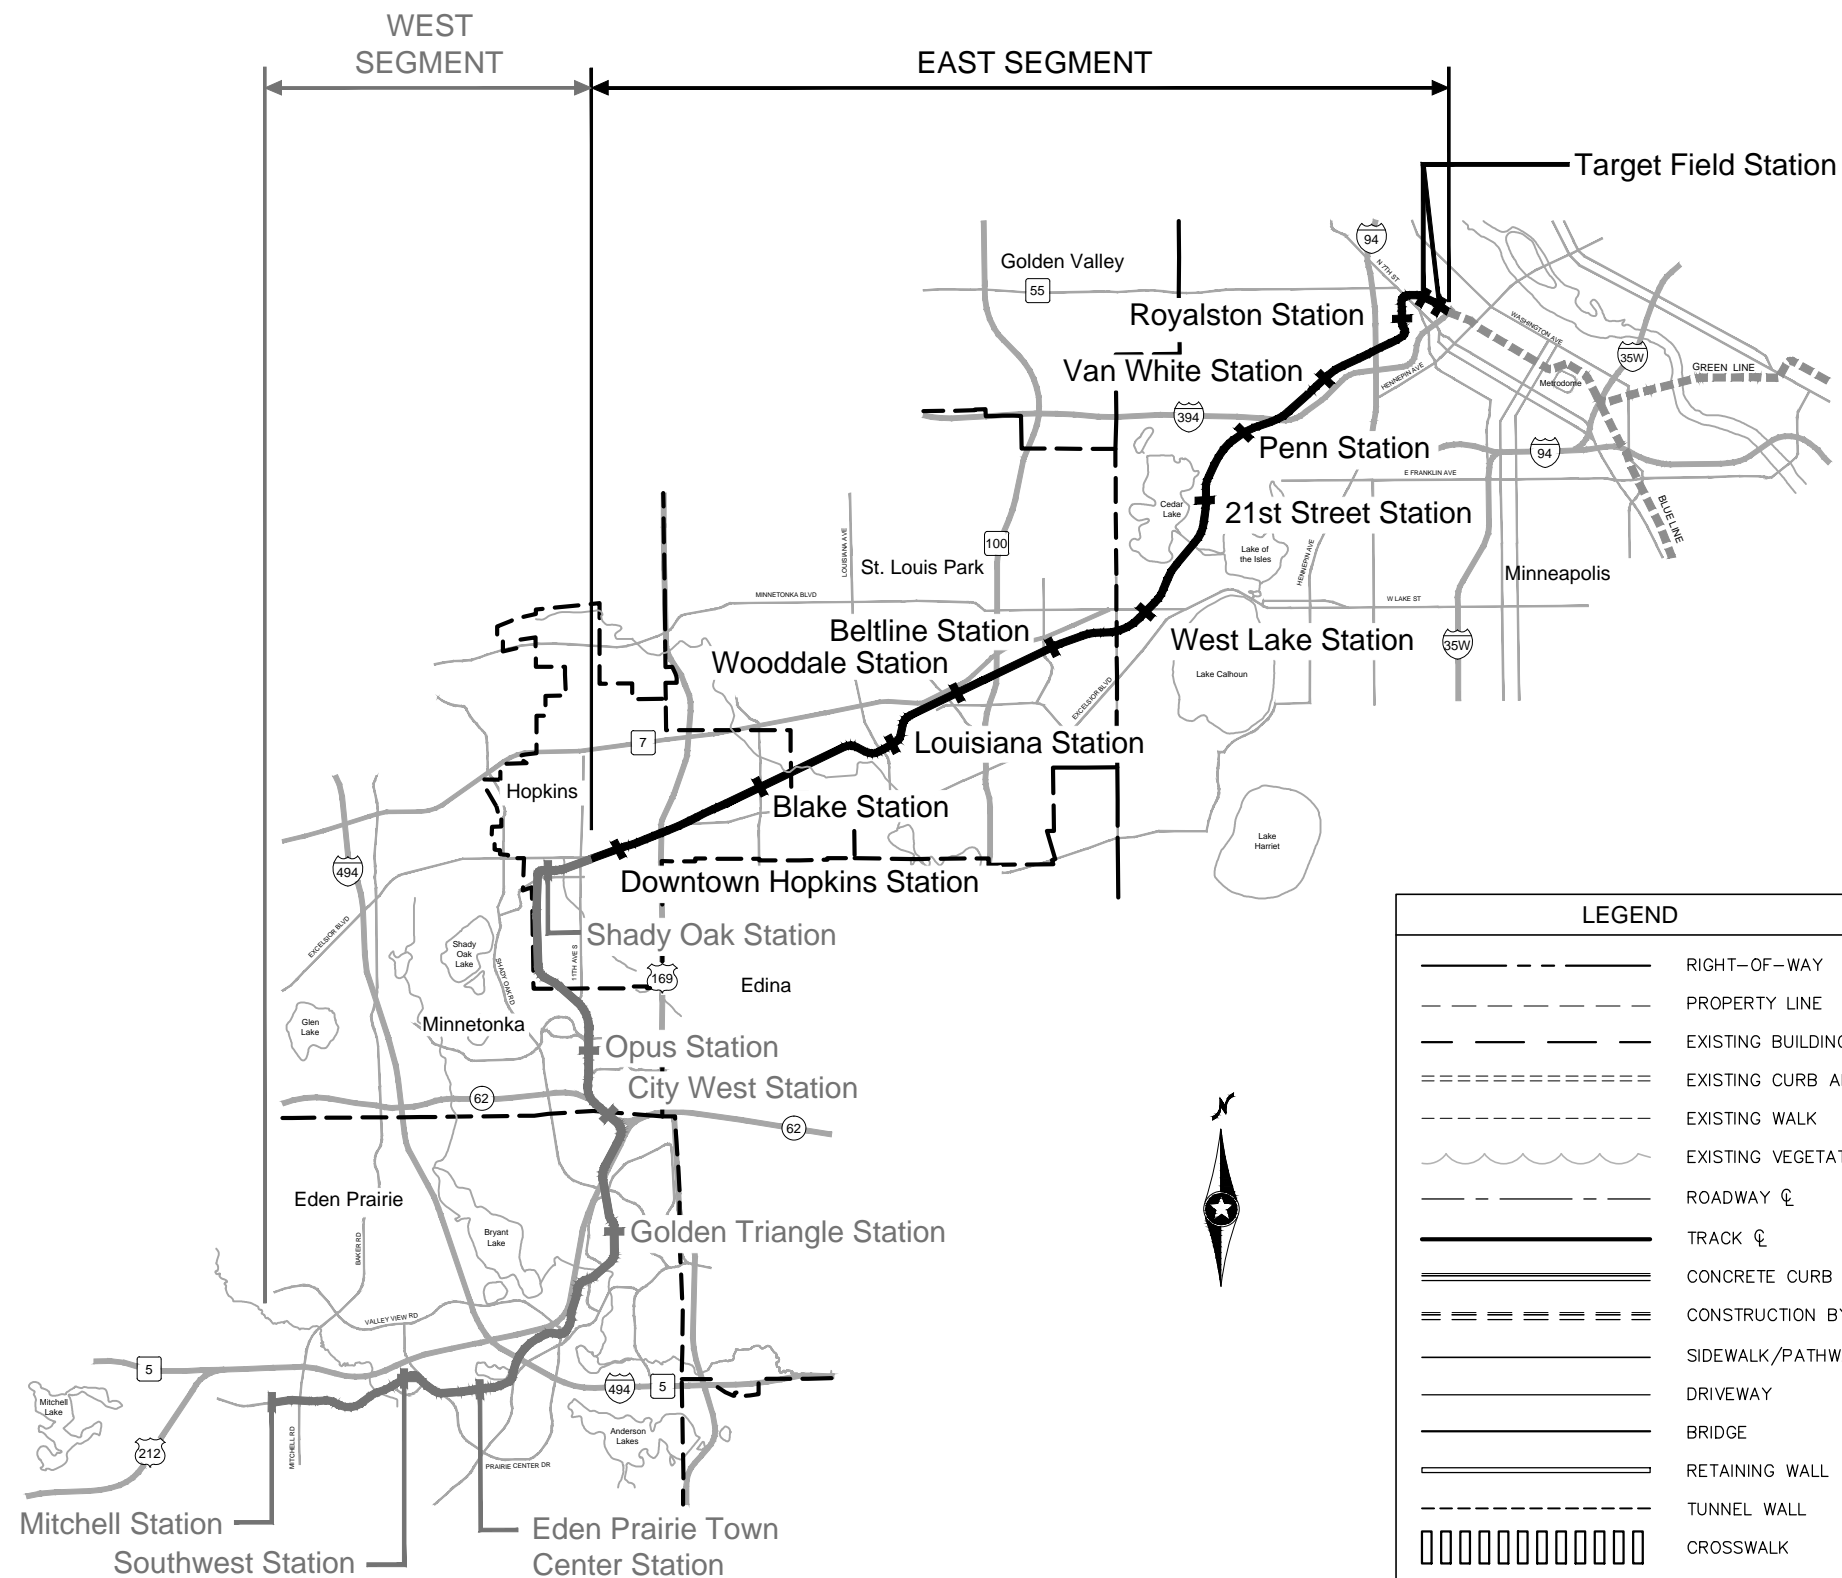 WEST
SEGMENT
EAST SEGMENT
Target Field Station
94
N 7TH ST
Golden Valley
55
Royalston Station
WASHINGTON AVE
35W
Van White Station
HENNEPIN AVE
Metrodome
GREEN LINE
394
Penn Station
94
E FRANKLIN AVE
Cedar
Lake
21st Street Station
BLUE LINE
LOUISIANA AVE
100
Lake of
the Isles
HENNEPIN AVE
St. Louis Park
Minneapolis
MINNETONKA BLVD
W LAKE ST
Beltline Station
West Lake Station
35W
Wooddale Station
Lake Calhoun
EXCELSIOR BLVD
7
Louisiana Station
Hopkins
Blake Station
Lake
Harriet
494
Downtown Hopkins Station
EXCELSIOR BLVD
Shady Oak Station
Shady
Oak
Lake
SHADY OAK RD
11TH AVE S
169
Edina
Glen
Lake
Minnetonka
Opus Station
City West Station
62
62
N
Eden Prairie
BAKER RD
Bryant
Lake
Golden Triangle Station
VALLEY VIEW RD
5
494
5
Mitchell
Lake
212
MITCHELL RD
PRAIRIE CENTER DR
Anderson
Lakes
Mitchell Station
Southwest Station
Eden Prairie Town
Center Station
LEGEND
RIGHT-OF-WAY
PROPERTY LINE
EXISTING BUILDING
EXISTING CURB A
EXISTING WALK
EXISTING VEGETAT
ROADWAY ℄
TRACK ℄
CONCRETE CURB
CONSTRUCTION BY
SIDEWALK/PATHW
DRIVEWAY
BRIDGE
RETAINING WALL
TUNNEL WALL
CROSSWALK